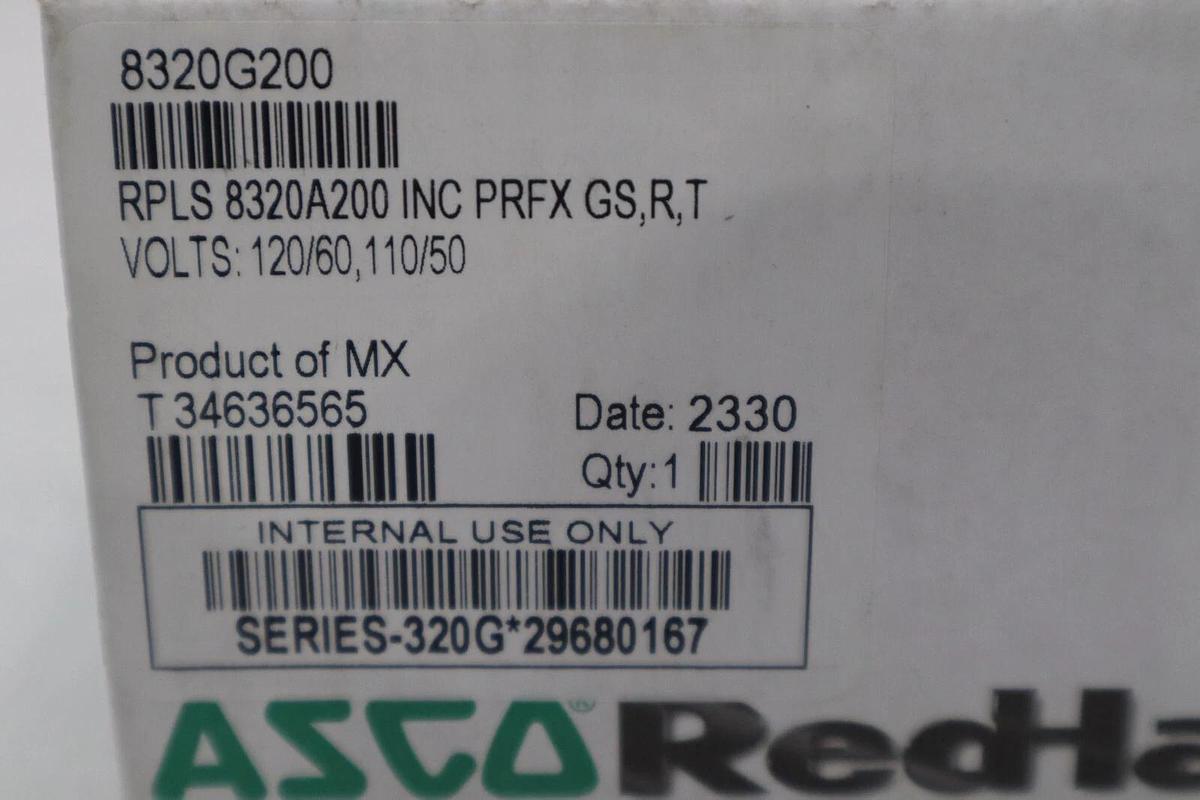 8320G200
RPLS 8320A200 INC PRFX GS,R,T
VOLTS: 120/60,110/50
Product of MX
T 34636565
Date: 2330
Qty:1
INTERNAL USE ONLY
SERIES-320G*29680167
ASCO® RedHa